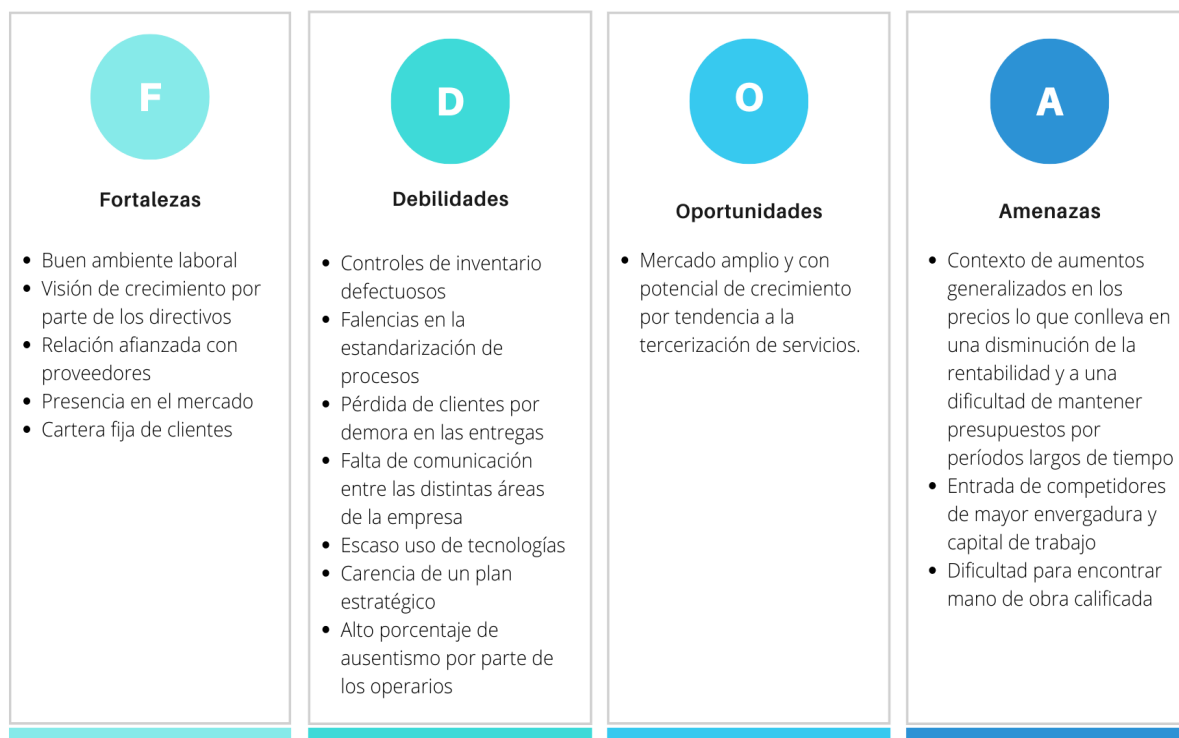 F
Fortalezas
• Buen ambiente laboral
• Visión de crecimiento por
parte de los directivos
• Relación afianzada con
proveedores
• Presencia en el mercado
• Cartera fija de clientes
D
Debilidades
• Controles de inventario
defectuosos
• Falencias en la
estandarización de
procesos
• Pérdida de clientes por
demora en las entregas
• Falta de comunicación
entre las distintas áreas
de la empresa
• Escaso uso de tecnologías
• Carencia de un plan
estratégico
• Alto porcentaje de
ausentismo por parte de
los operarios
O
Oportunidades
• Mercado amplio y con
potencial de crecimiento
por tendencia a la
tercerización de servicios.
A
Amenazas
• Contexto de aumentos
generalizados en los
precios lo que conlleva en
una disminución de la
rentabilidad y a una
dificultad de mantener
presupuestos por
períodos largos de tiempo
• Entrada de competidores
de mayor envergadura y
capital de trabajo
• Dificultad para encontrar
mano de obra calificada